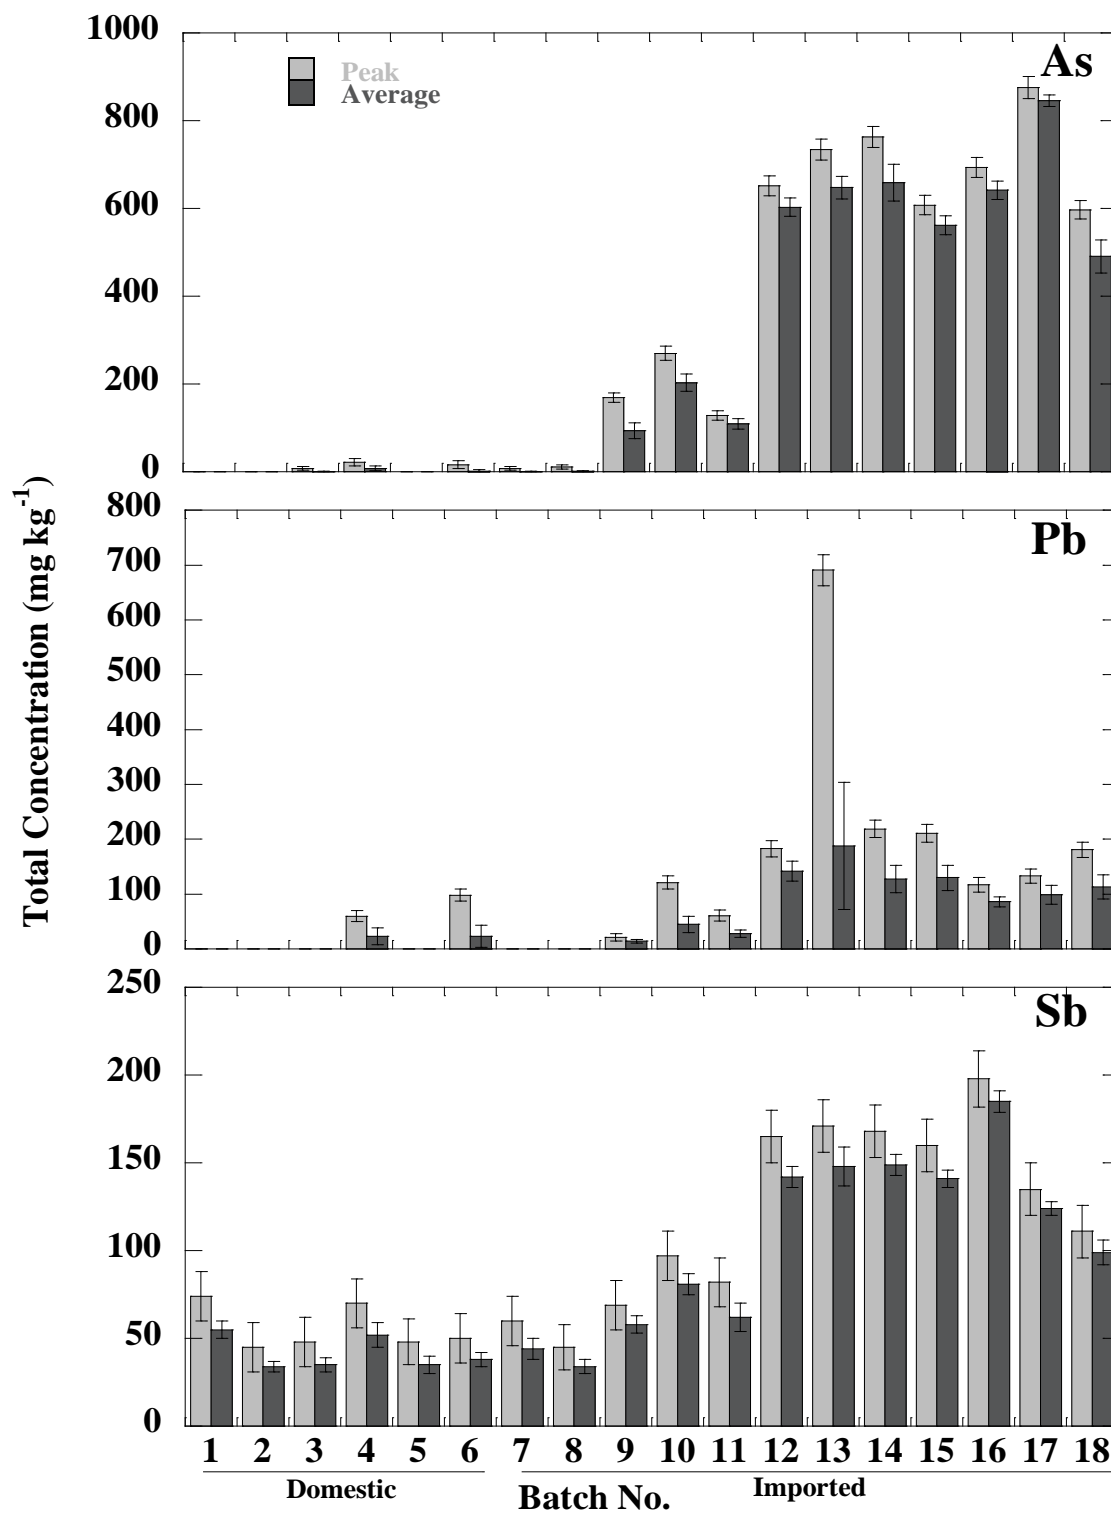 1000
As
Peak
Average
800
600
400
200
0
Total Concentration (mg kg-1)
800
Pb
700
600
500
400
300
200
100
0
250
Sb
200
150
100
50
0
1 2 3 4 5 6 7 8 9 10 11 12 13 14 15 16 17 18
Domestic Batch No. Imported